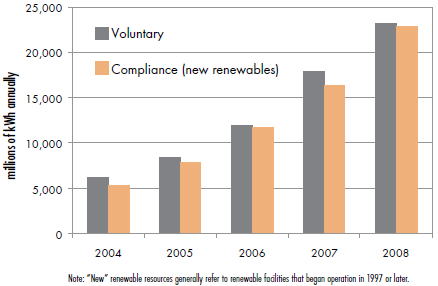 25,000
20,000
15,000
10,000
5,000
0
millions of kWh annually
Voluntary
Compliance (new renewables)
2004 2005 2006 2007 2008
Note: "New" renewable resources generally refer to renewable facilities that began operation in 1997 or later.